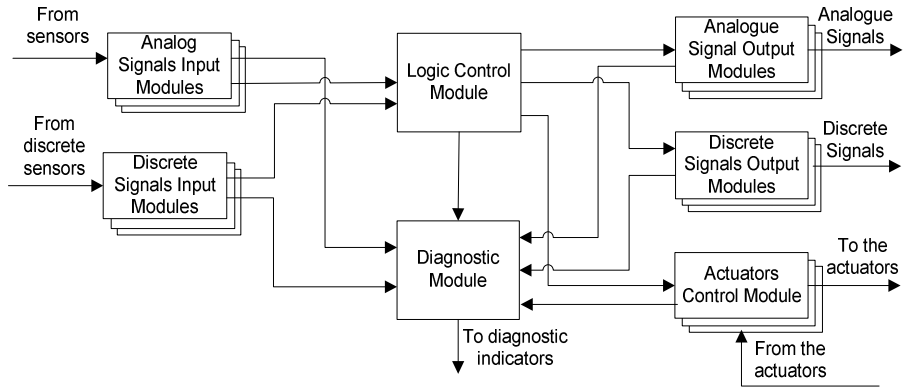 From
sensors
Analog
Signals Input
Modules
From
discrete
sensors
Discrete
Signals Input
Modules
Logic Control
Module
Diagnostic
Module
To diagnostic
indicators
Analogue
Signal Output
Modules
Analogue
Signals
Discrete
Signals Output
Modules
Discrete
Signals
Actuators
Control Module
To the
actuators
From the
actuators